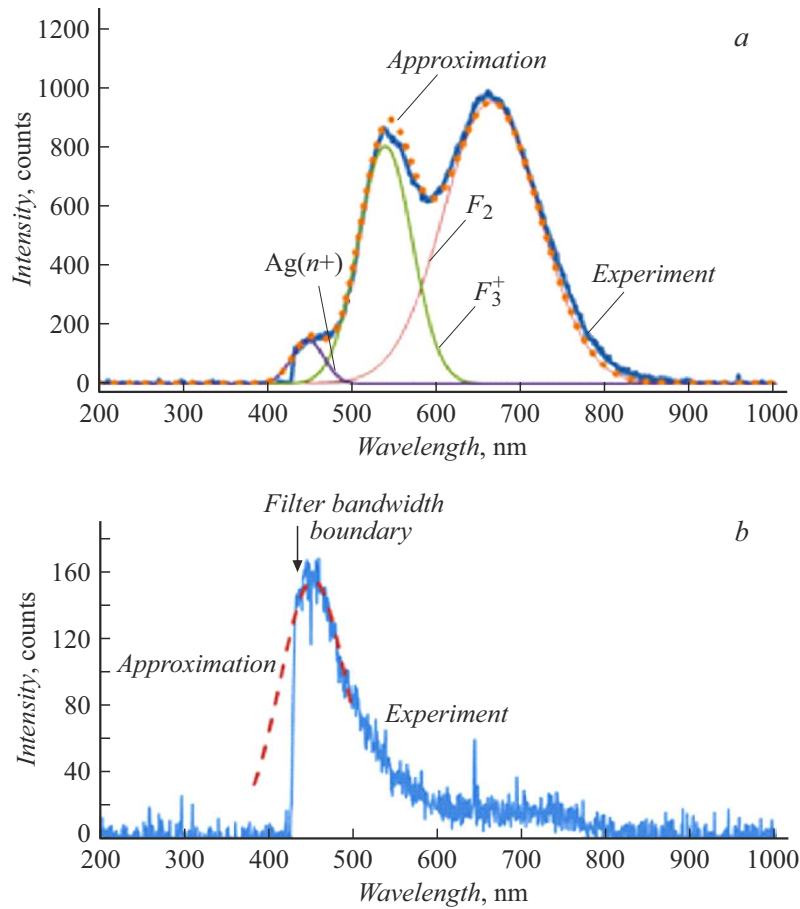 a
1200
1000
800
600
400
200
0
Intensity, counts
Approximation
F₂
Ag(n+)
F₃⁺
Experiment
200 300 400 500 600 700 800 900 1000
Wavelength, nm
Filter bandwidth
boundary
b
160
120
80
40
0
Intensity, counts
Approximation
Experiment
200 300 400 500 600 700 800 900 1000
Wavelength, nm